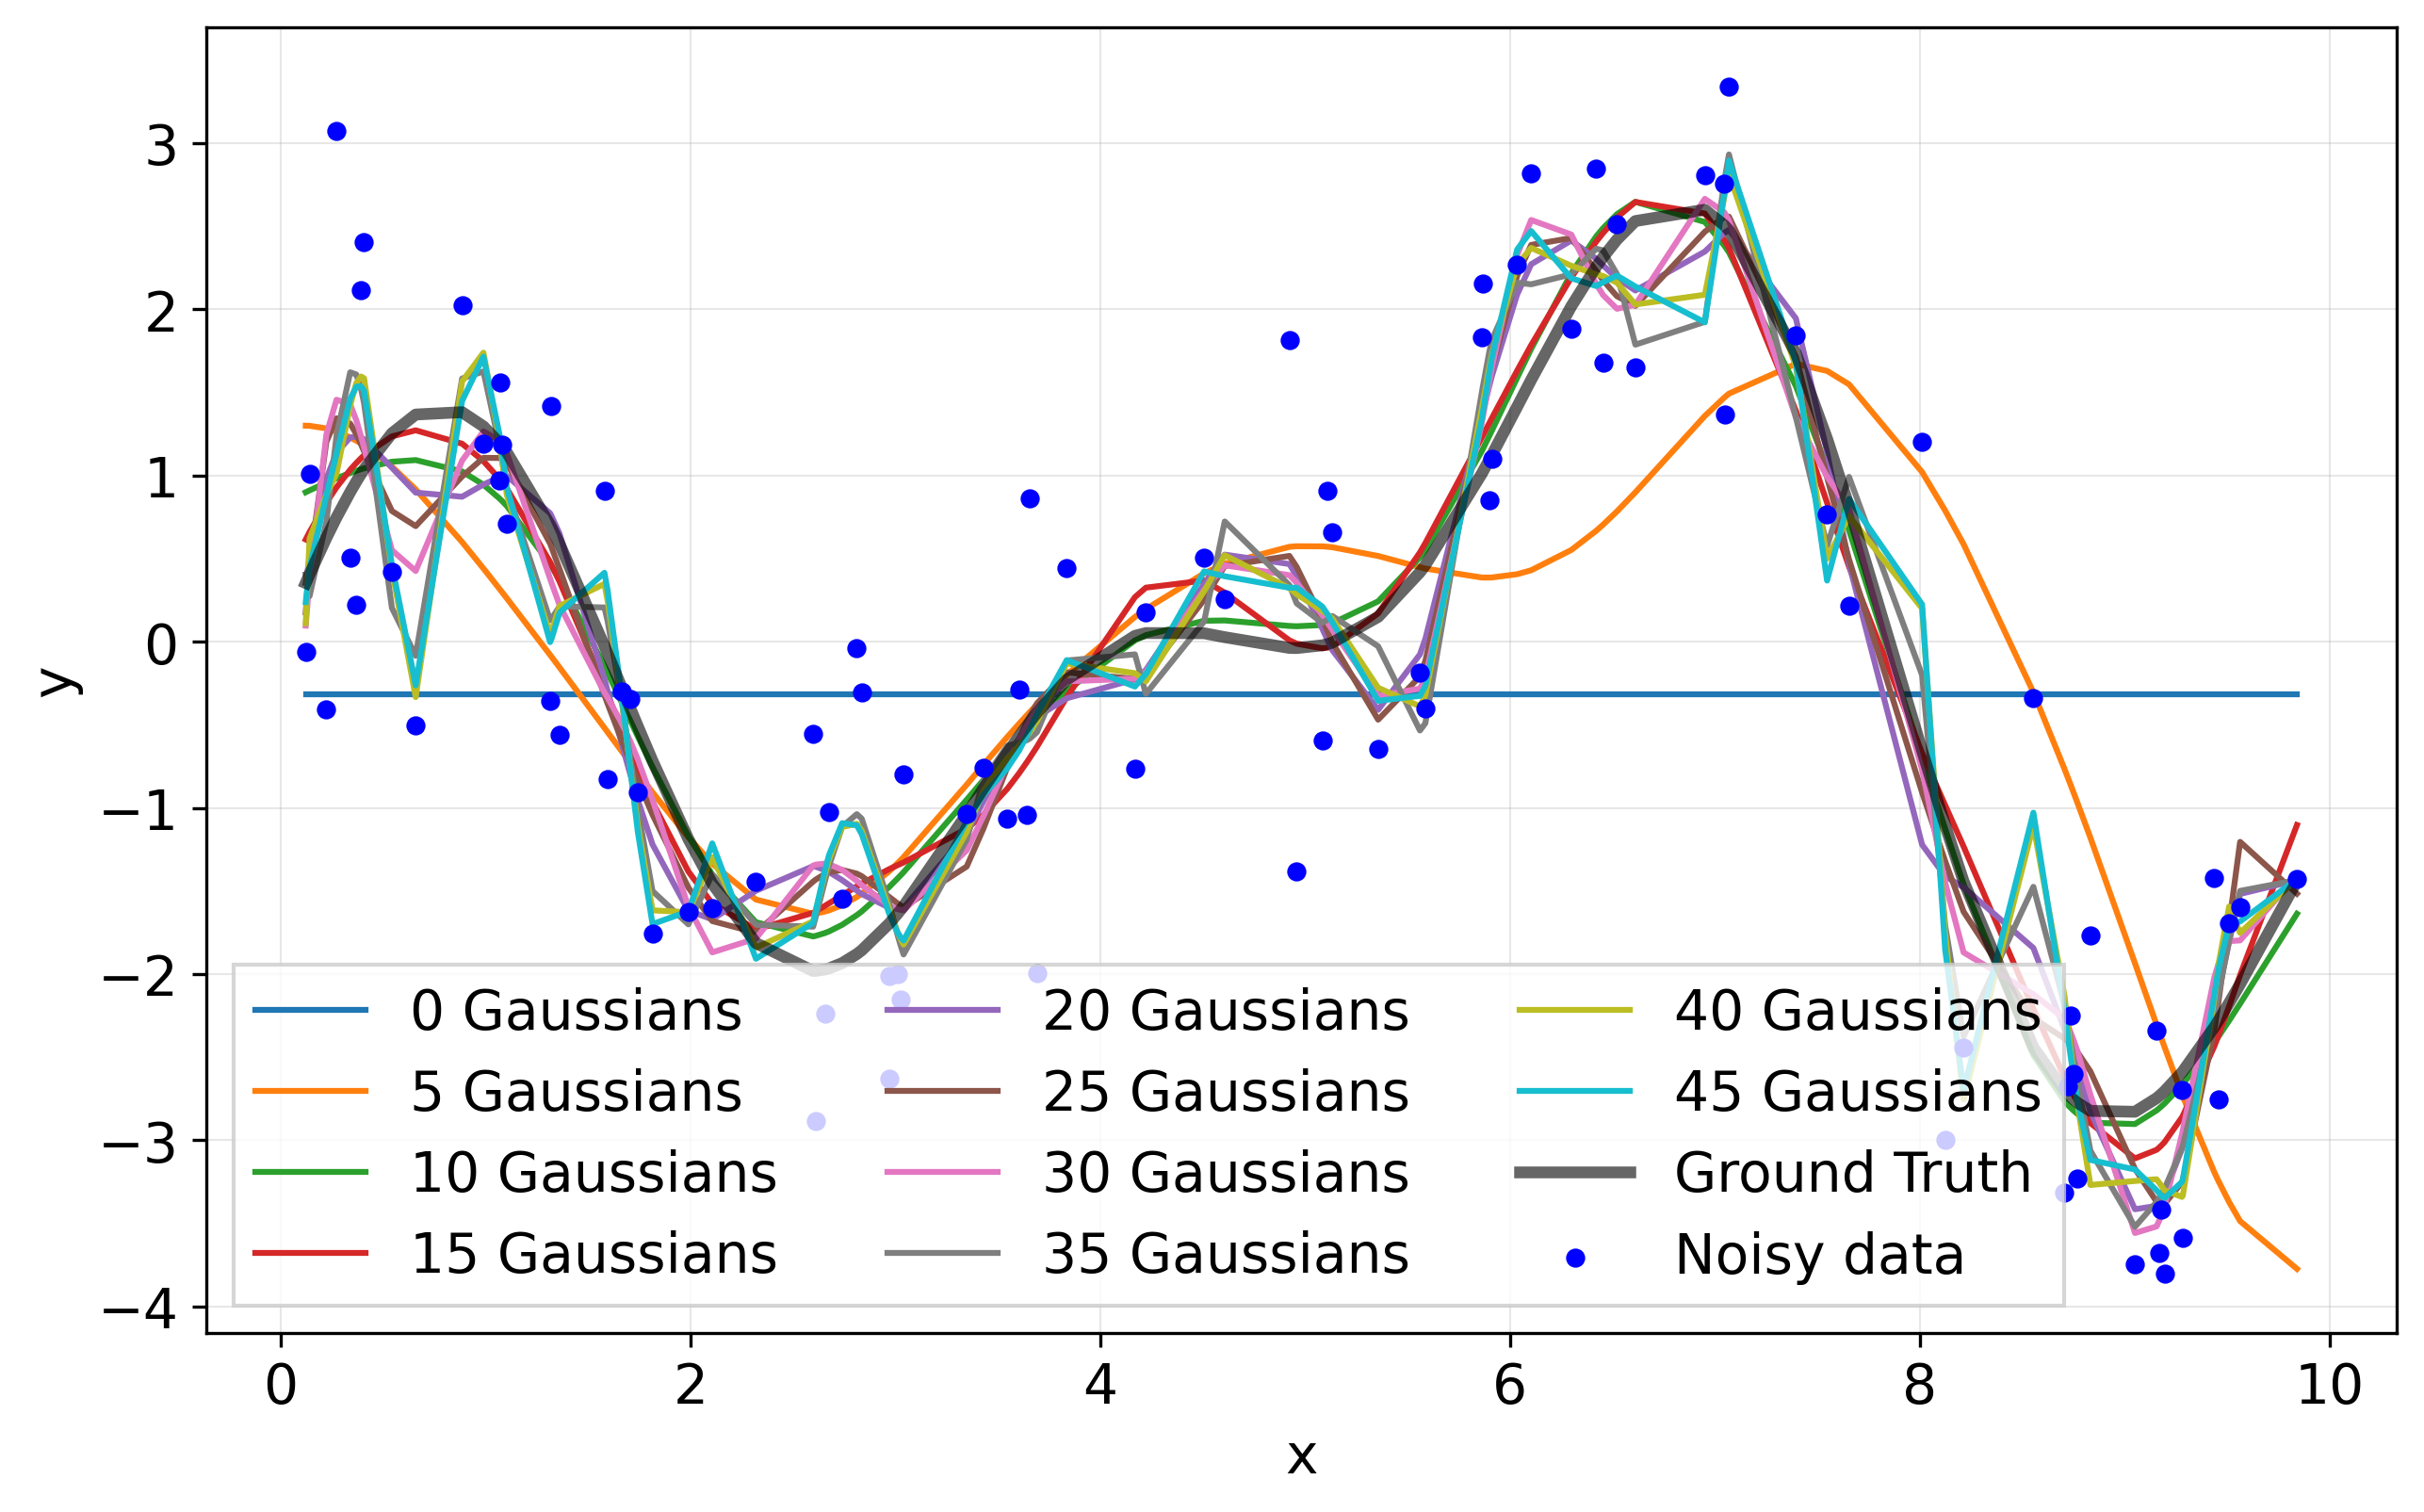 3
2
1
0
−1
−2
−3
−4
y
0 Gaussians
5 Gaussians
10 Gaussians
15 Gaussians
20 Gaussians
25 Gaussians
30 Gaussians
35 Gaussians
40 Gaussians
45 Gaussians
Ground Truth
Noisy data
0 2 4 6 8 10
x